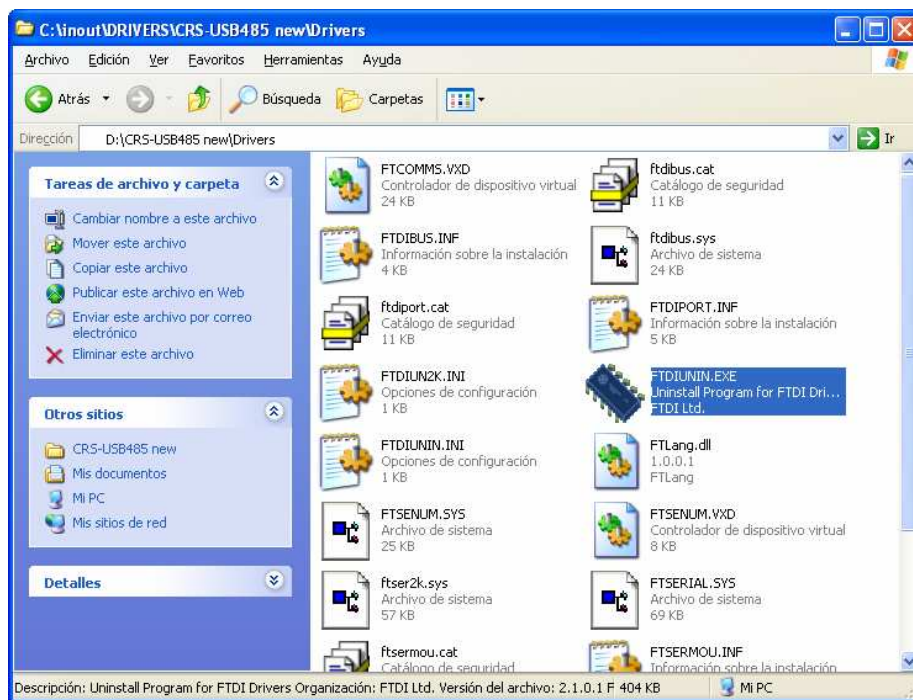 C:\inout\DRIVERS\CRS-USB485 new\Drivers
Archivo Edición Ver Favoritos Herramientas Ayuda
Atrás Búsqueda Carpetas
Dirección D:\CRS-USB485 new\Drivers Ir
Tareas de archivo y carpeta
Cambiar nombre a este archivo
Mover este archivo
Copiar este archivo
Publicar este archivo en Web
Enviar este archivo por correo
electrónico
Eliminar este archivo
Otros sitios
CRS-USB485 new
Mis documentos
Mi PC
Mis sitios de red
Detalles
FTCOMMS.VXD
Controlador de dispositivo virtual
24 KB
ftdibus.cat
Catálogo de seguridad
11 KB
FTDIBUS.INF
Información sobre la instalación
4 KB
ftdibus.sys
Archivo de sistema
24 KB
ftdiport.cat
Catálogo de seguridad
11 KB
FTDIPORT.INF
Información sobre la instalación
5 KB
FTDIUN2K.INI
Opciones de configuración
1 KB
FTDIUNIN.EXE
Uninstall Program for FTDI Dri...
FTDI Ltd.
FTDIUNIN.INI
Opciones de configuración
1 KB
FTLang.dll
1.0.0.1
FTLang
FTSENUM.SYS
Archivo de sistema
25 KB
FTSENUM.VXD
Controlador de dispositivo virtual
8 KB
ftser2k.sys
Archivo de sistema
57 KB
FTSERIAL.SYS
Archivo de sistema
69 KB
ftsermou.cat
Catálogo de seguridad
FTSERMOU.INF
Información sobre la instalación
Descripción: Uninstall Program for FTDI Drivers Organización: FTDI Ltd. Versión del archivo: 2.1.0.1 F 404 KB Mi PC